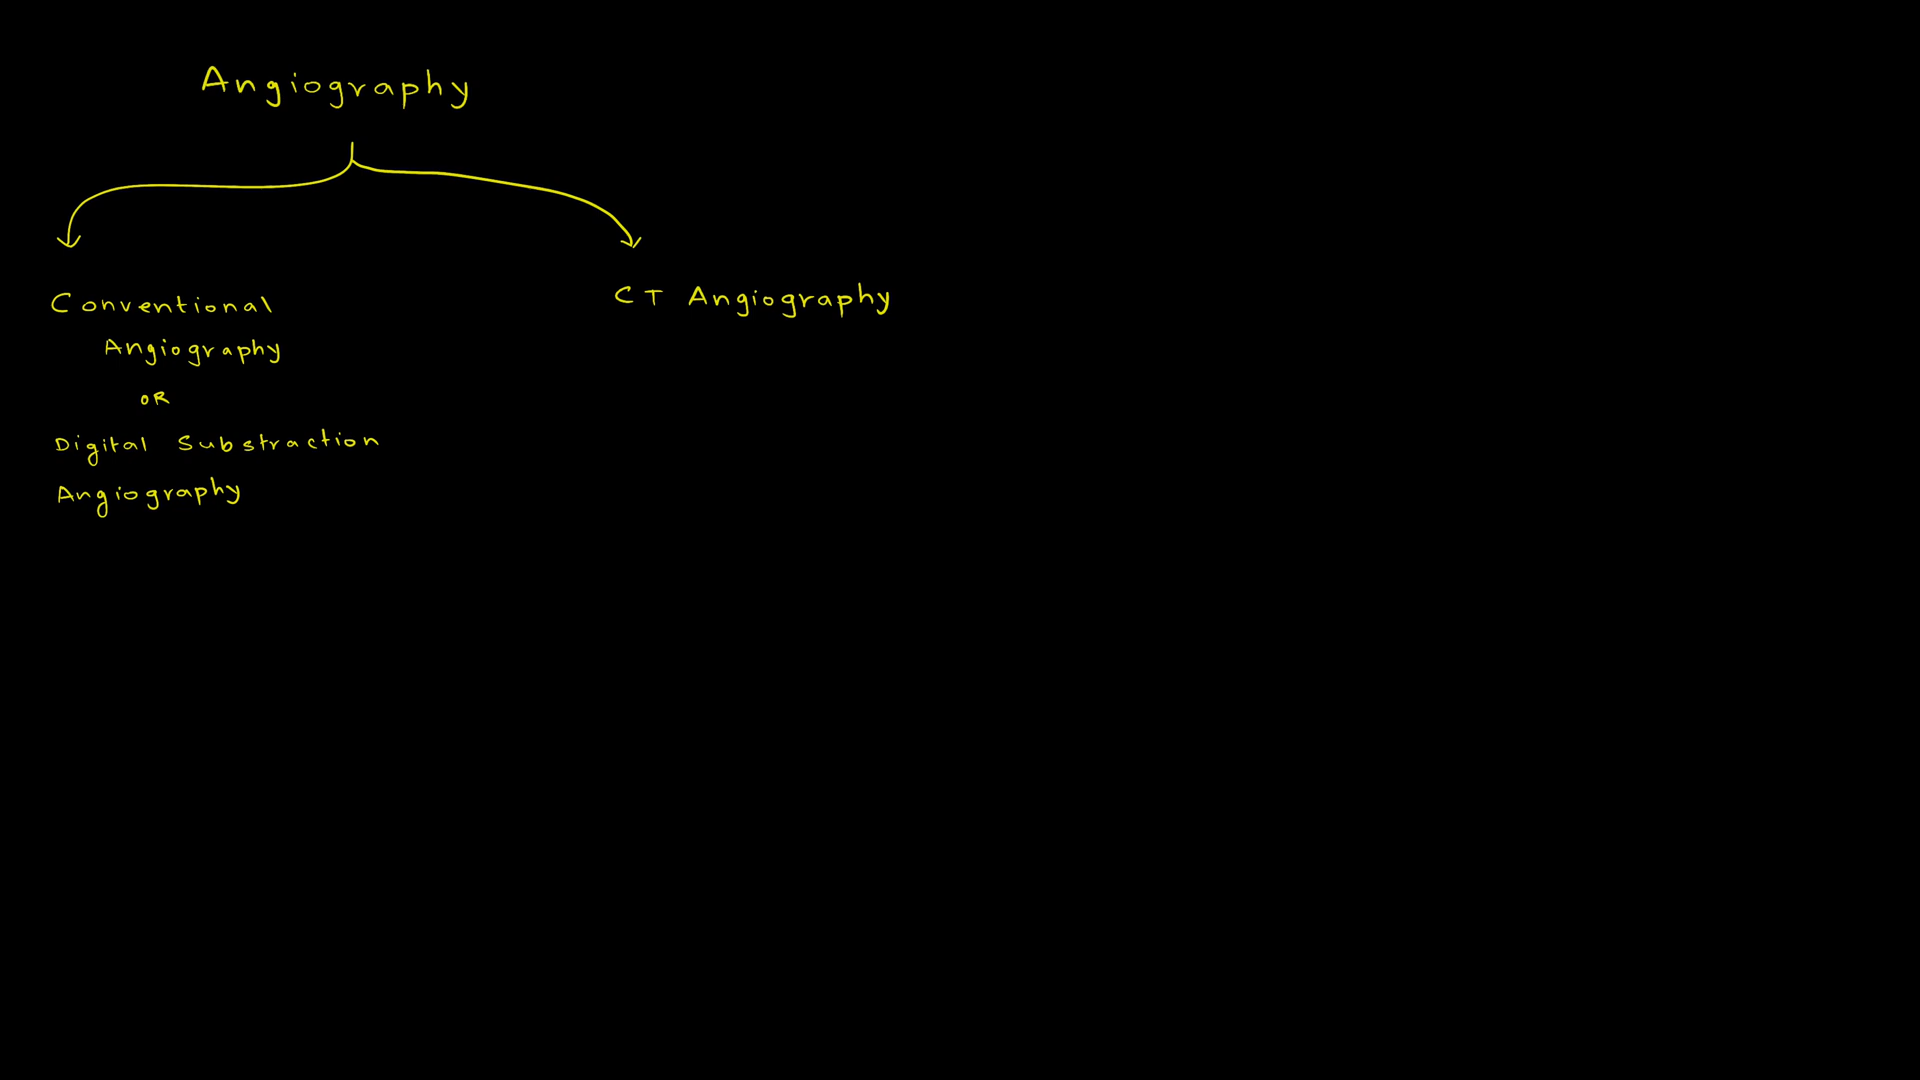 Angiography
Conventional
Angiography
OR
Digital Substraction
Angiography
CT Angiography